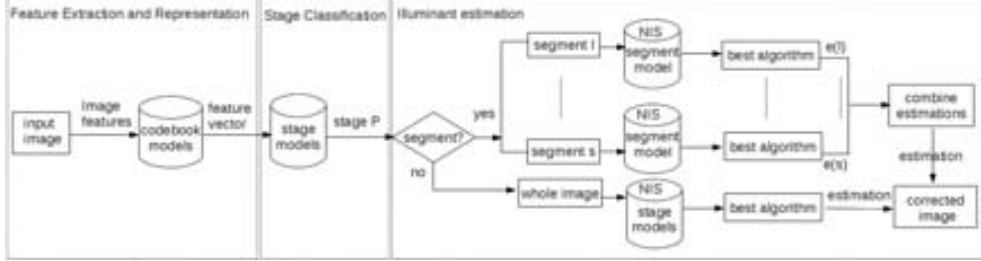 Feature Extraction and Representation
Stage Classification
Illuminant estimation
input
image
Image
features
codebook
models
feature
vector
stage
models
stage P
segment?
yes
no
segment l
NIS
segment
model
best algorithm
e(l)
segment s
NIS
segment
model
best algorithm
e(s)
combine
estimations
estimation
whole image
NIS
stage
models
best algorithm
estimation
corrected
image